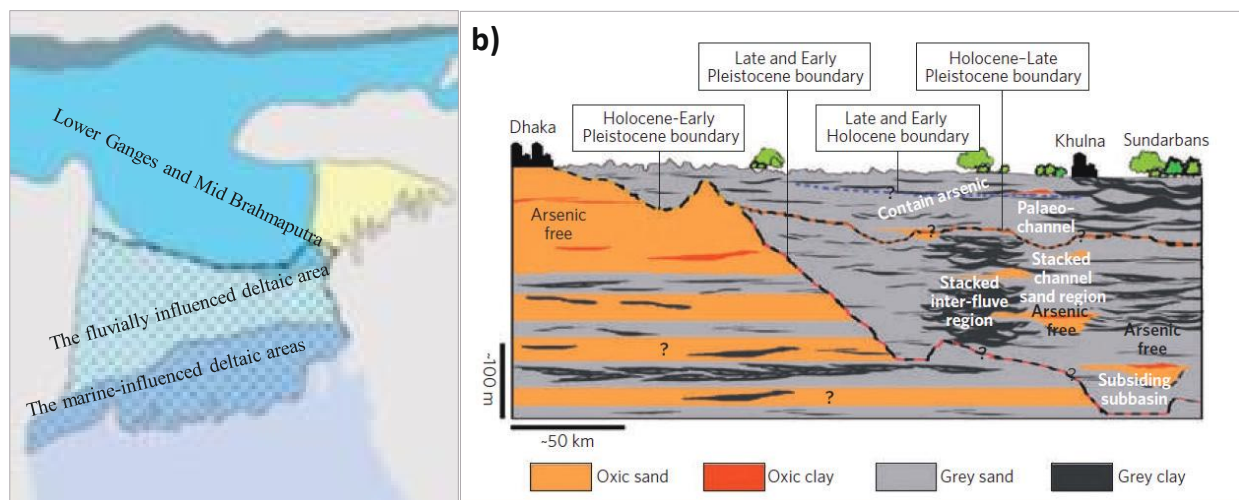 Lower Ganges and Mid Brahmaputra
The fluvially influenced deltaic area
The marine-influenced deltaic areas
b)
Late and Early
Pleistocene boundary
Holocene–Late
Pleistocene boundary
Holocene-Early
Pleistocene boundary
Late and Early
Holocene boundary
Dhaka
Khulna
Sundarbans
Arsenic
free
?
Contain arsenic
Palaeo-
channel
?
?
Stacked
channel
sand region
Stacked
inter-fluve
region
Arsenic
free
Arsenic
free
?
?
?
Subsiding
subbasin
?
~100 m
~50 km
Oxic sand
Oxic clay
Grey sand
Grey clay